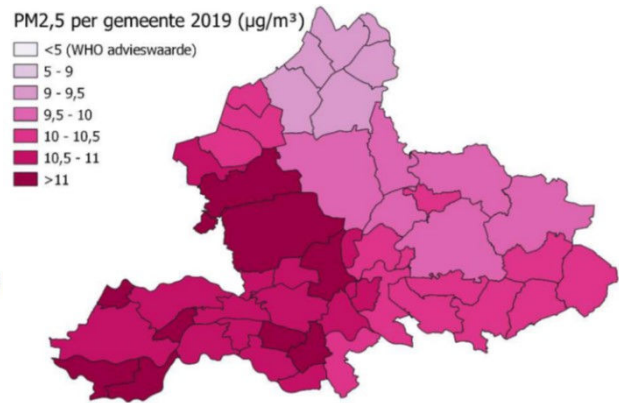 PM2,5 per gemeente 2019 (µg/m³)
<5 (WHO advieswaarde)
5 - 9
9 - 9,5
9,5 - 10
10 - 10,5
10,5 - 11
>11